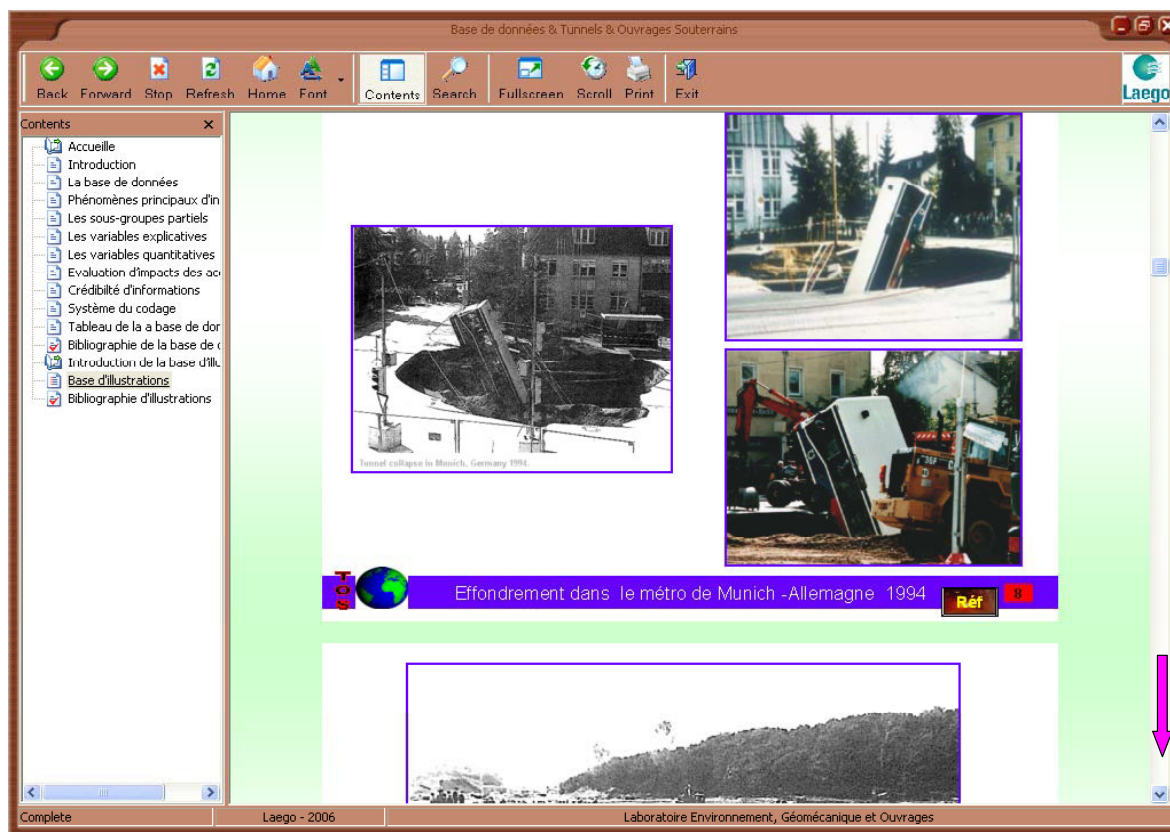 Base de données & Tunnels & Ouvrages Souterrains
Back Forward Stop Refresh Home Font Contents Search Fullscreen Scroll Print Exit
Laego
Contents
Accueille
Introduction
La base de données
Phénomènes principaux d'in
Les sous-groupes partiels
Les variables explicatives
Les variables quantitatives
Evaluation d'impacts des ac
Crédibilté d'informations
Système du codage
Tableau de la a base de dor
Bibliographie de la base de
Introduction de la base d'illu
Base d'illustrations
Bibliographie d'illustrations
Tunnel collapse in Munich, Germany 1994.
TOS
Effondrement dans le métro de Munich -Allemagne 1994
Réf
8
Complete
Laego - 2006
Laboratoire Environnement, Géomécanique et Ouvrages